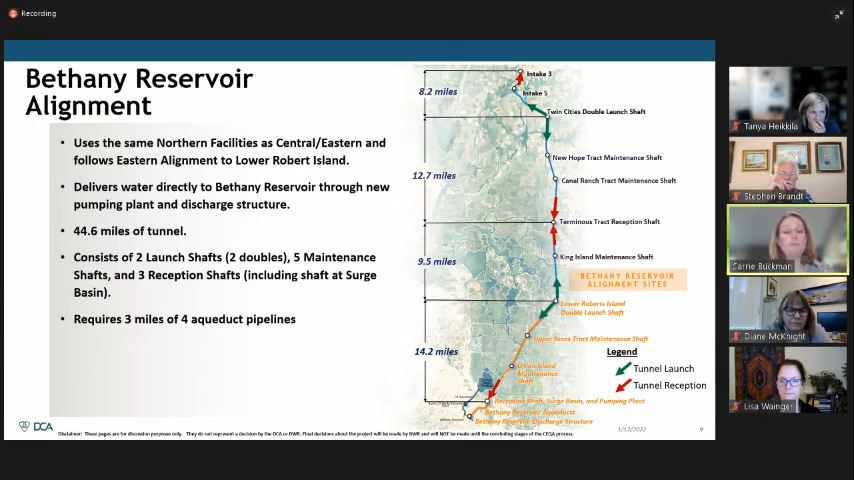 Recording
Bethany Reservoir
Alignment
• Uses the same Northern Facilities as Central/Eastern and
follows Eastern Alignment to Lower Robert Island.
• Delivers water directly to Bethany Reservoir through new
pumping plant and discharge structure.
• 44.6 miles of tunnel.
• Consists of 2 Launch Shafts (2 doubles), 5 Maintenance
Shafts, and 3 Reception Shafts (including shaft at Surge
Basin).
• Requires 3 miles of 4 aqueduct pipelines
8.2 miles
12.7 miles
9.5 miles
14.2 miles
Intake 3
Intake 5
Twin Cities Double Launch Shaft
New Hope Tract Maintenance Shaft
Canal Ranch Tract Maintenance Shaft
Terminous Tract Reception Shaft
King Island Maintenance Shaft
BETHANY RESERVOIR
ALIGNMENT SITES
Lower Roberts Island
Double Launch Shaft
Upper Jones Tract Maintenance Shaft
Union Island
Maintenance
Shaft
Reception Shaft, Surge Basin, and Pumping Plant
Bethany Reservoir Aqueducts
Bethany Reservoir Discharge Structure
Legend
Tunnel Launch
Tunnel Reception
DCA
Disclaimer: These pages are for discussion purposes only. They do not represent a decision by the DCA or DWR. Final decisions about the project will be made by DWR and will NOT be made until the concluding stages of the CEQA process.
1/12/2022
9
Tanya Heikkila
Stephen Brandt
Carrie Buckman
Diane McKnight
Lisa Wainger